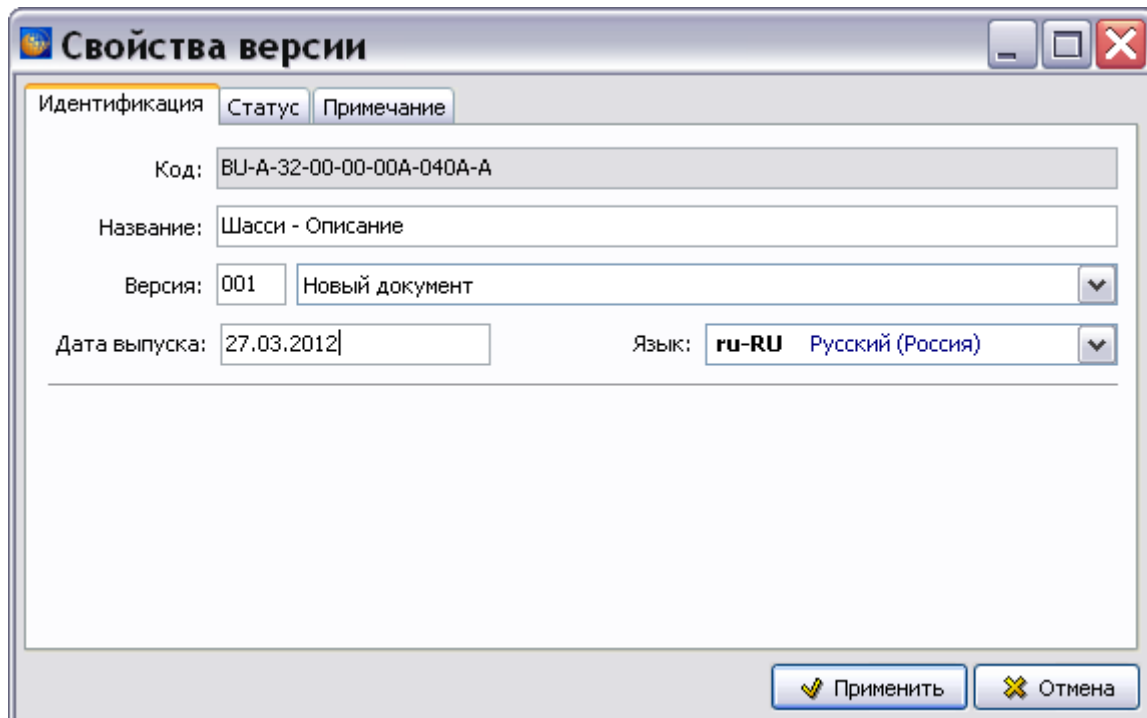 Свойства версии
Идентификация Статус Примечание
Код: BU-A-32-00-00-00A-040A-A
Название: Шасси - Описание
Версия: 001 Новый документ
Дата выпуска: 27.03.2012 Язык: ru-RU Русский (Россия)
Применить Отмена